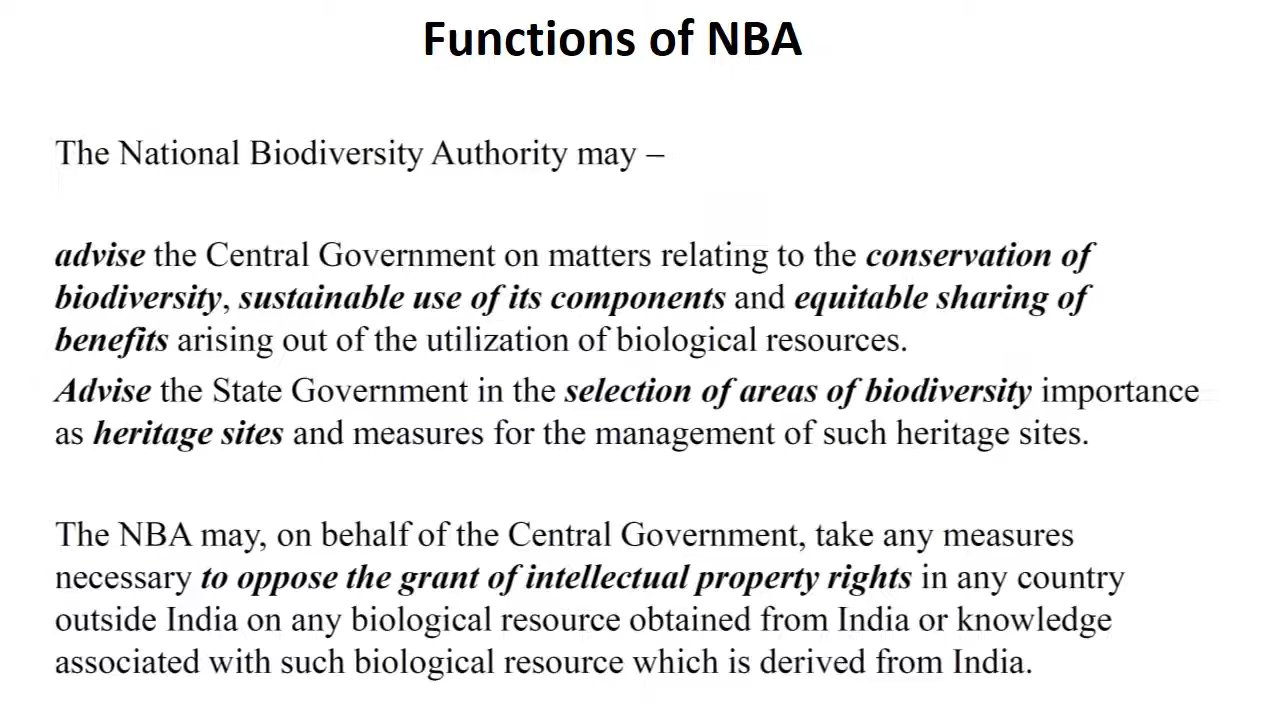 Functions of NBA
The National Biodiversity Authority may –
advise the Central Government on matters relating to the conservation of
biodiversity, sustainable use of its components and equitable sharing of
benefits arising out of the utilization of biological resources.
Advise the State Government in the selection of areas of biodiversity importance
as heritage sites and measures for the management of such heritage sites.
The NBA may, on behalf of the Central Government, take any measures
necessary to oppose the grant of intellectual property rights in any country
outside India on any biological resource obtained from India or knowledge
associated with such biological resource which is derived from India.